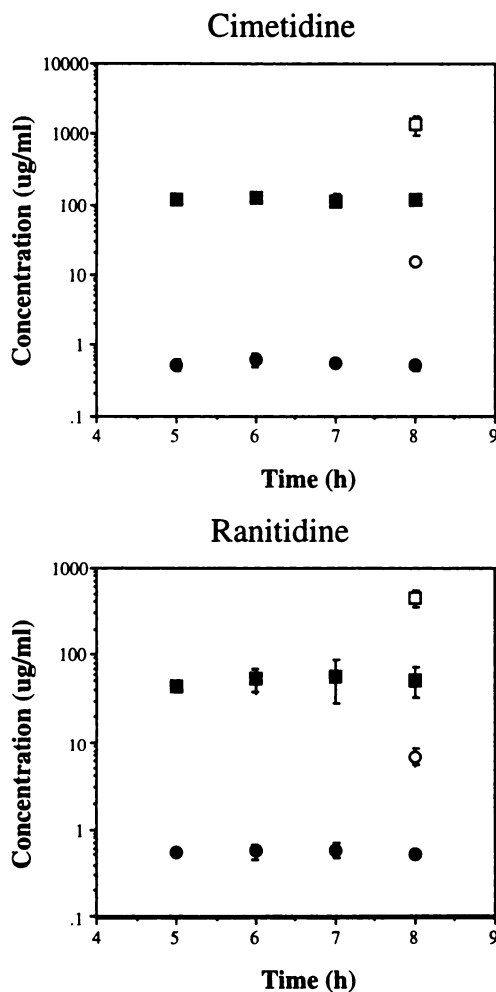 Cimetidine
Concentration (ug/ml)
10000
1000
100
10
1
.1
4 5 6 7 8 9
Time (h)
Ranitidine
Concentration (ug/ml)
1000
100
10
1
.1
4 5 6 7 8 9
Time (h)